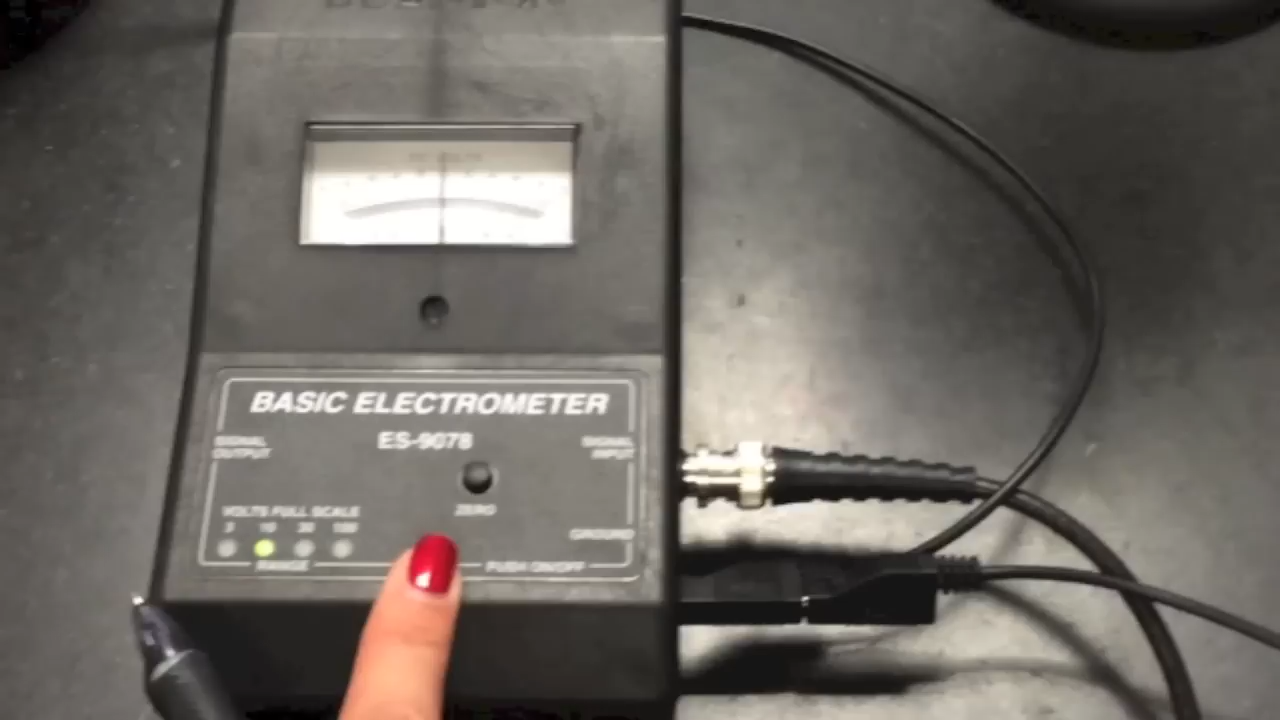 BASIC ELECTROMETER
ES-9078
SIGNAL OUTPUT
SIGNAL INPUT
ZERO
VOLTS FULL SCALE
3 10 30 100
GROUND
RANGE
PUSH ON/OFF